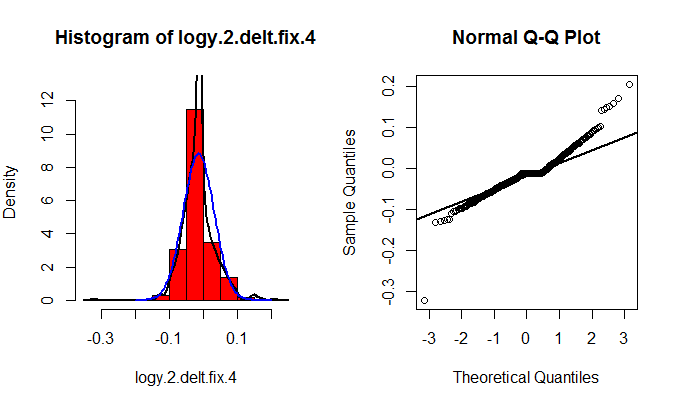 Histogram of logy.2.delt.fix.4
Density
0 2 4 6 8 10 12
-0.3 -0.1 0.1
logy.2.delt.fix.4
Normal Q-Q Plot
Sample Quantiles
-0.3 -0.2 -0.1 0.0 0.1 0.2
-3 -2 -1 0 1 2 3
Theoretical Quantiles